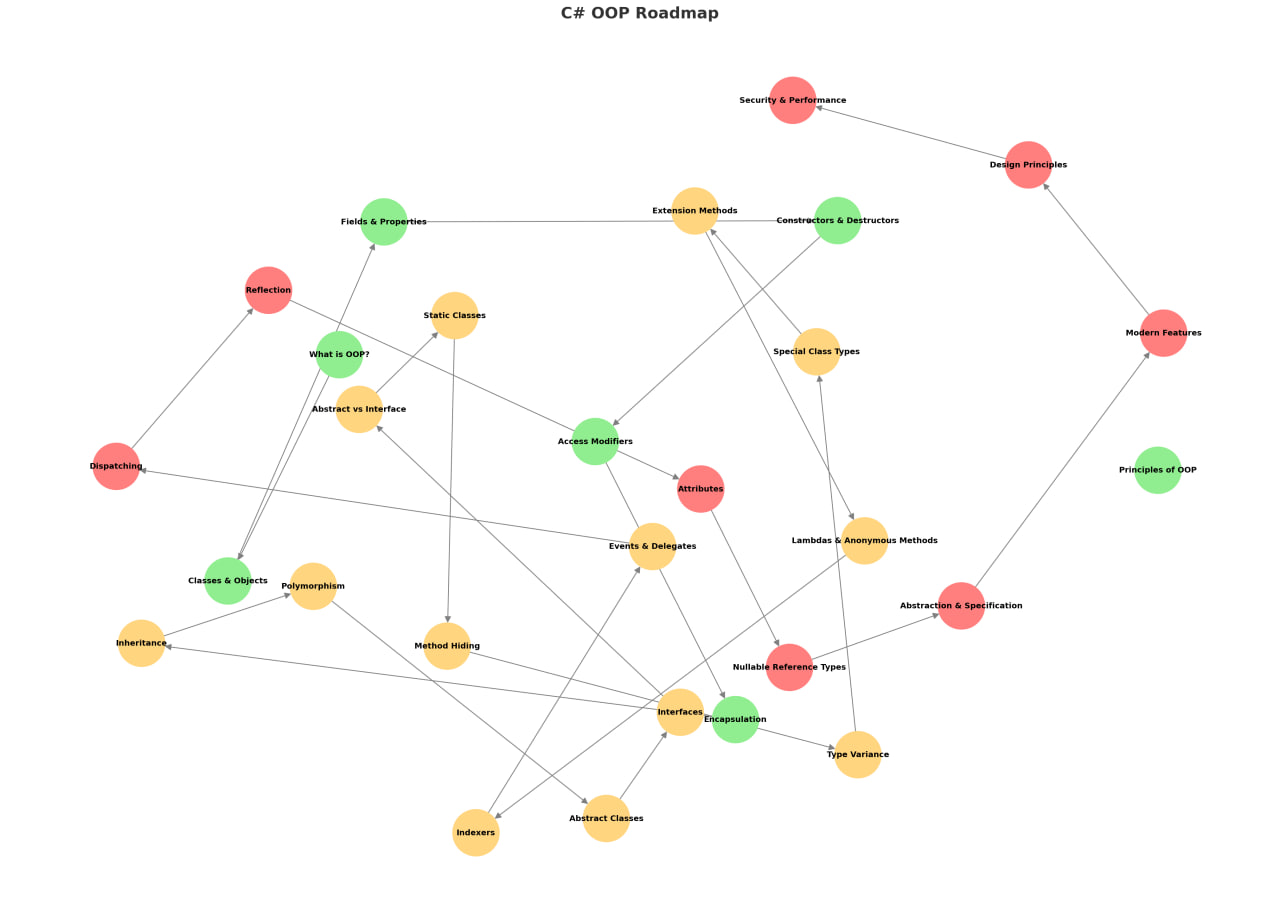 C# OOP Roadmap
Security & Performance
Design Principles
Extension Methods
Fields & Properties
Constructors & Destructors
Reflection
Static Classes
Modern Features
Special Class Types
What is OOP?
Abstract vs Interface
Access Modifiers
Dispatching
Principles of OOP
Attributes
Lambdas & Anonymous Methods
Events & Delegates
Classes & Objects
Polymorphism
Abstraction & Specification
Inheritance
Method Hiding
Nullable Reference Types
Interfaces
Encapsulation
Type Variance
Abstract Classes
Indexers